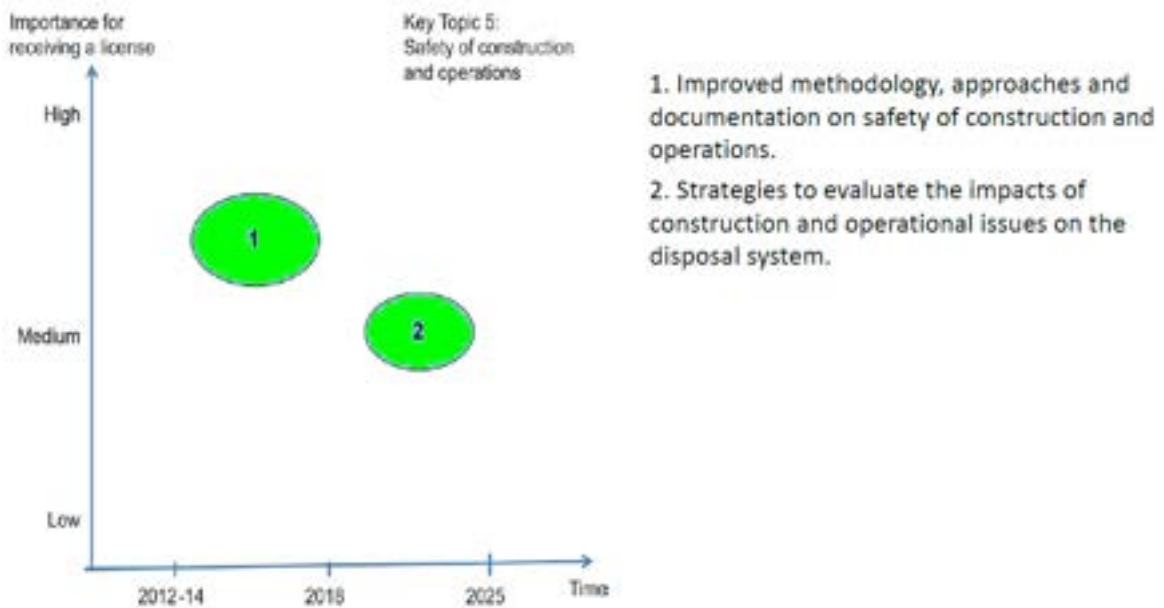 Importance for
receiving a license
Key Topic 5:
Safety of construction
and operations
High
Medium
Low
1
2
2012-14
2018
2025
Time
1. Improved methodology, approaches and
documentation on safety of construction and
operations.
2. Strategies to evaluate the impacts of
construction and operational issues on the
disposal system.